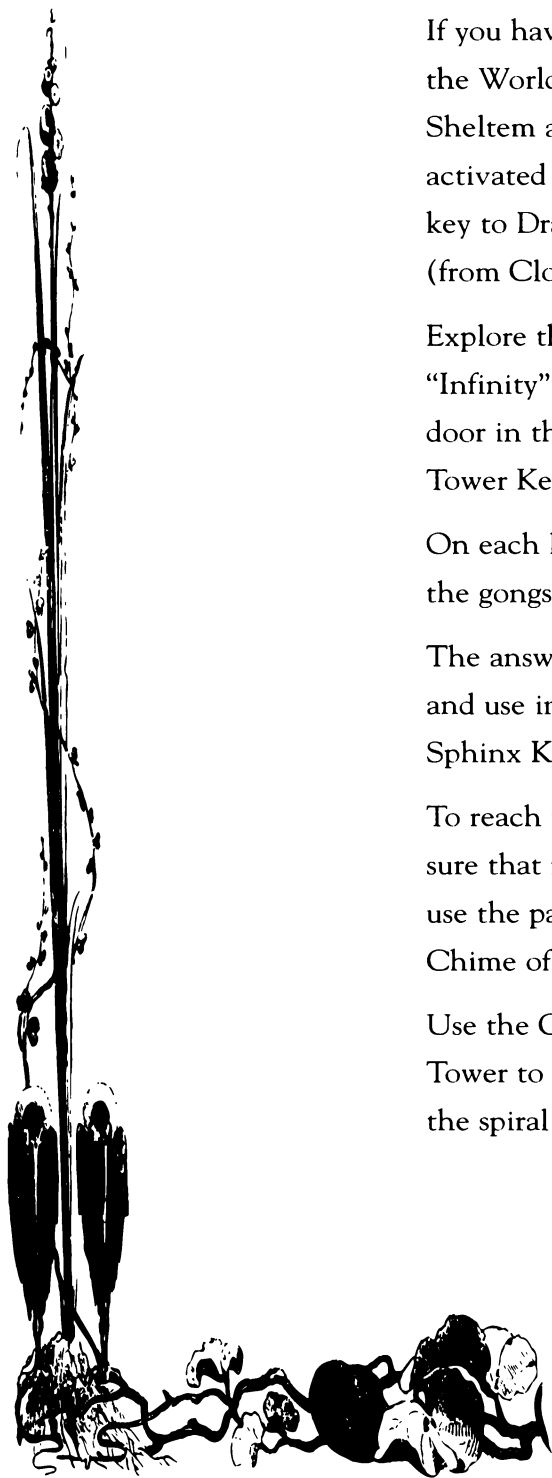 If you hav
the World
Sheltem a
activated
key to Dra
(from Clo
Explore th
“Infinity”
door in th
Tower Ke
On each l
the gongs
The answ
and use in
Sphinx K
To reach
sure that
use the pa
Chime of
Use the C
Tower to
the spiral